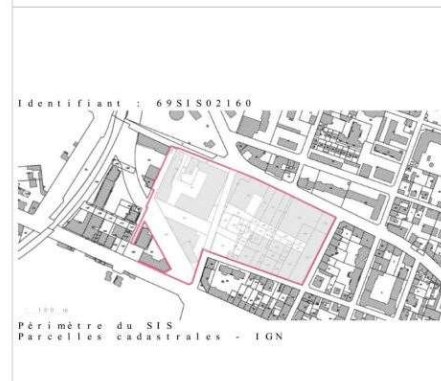 Identifiant : 69SIS02160
Périmètre du SIS
Parcelles cadastrales - IGN